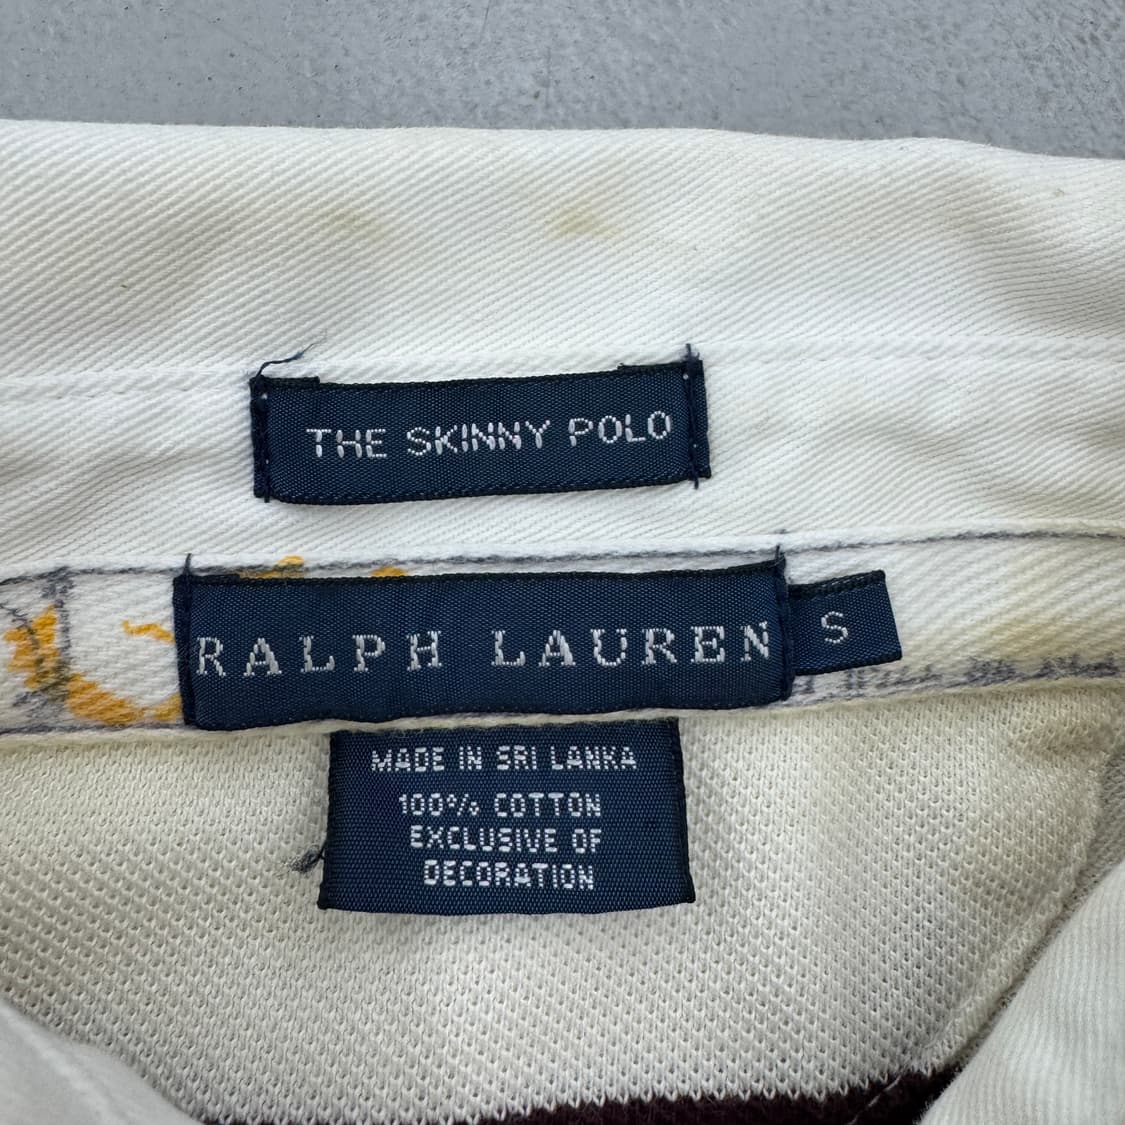 THE SKINNY POLO
RALPH LAUREN
S
MADE IN SRI LANKA
100% COTTON
EXCLUSIVE OF
DECORATION